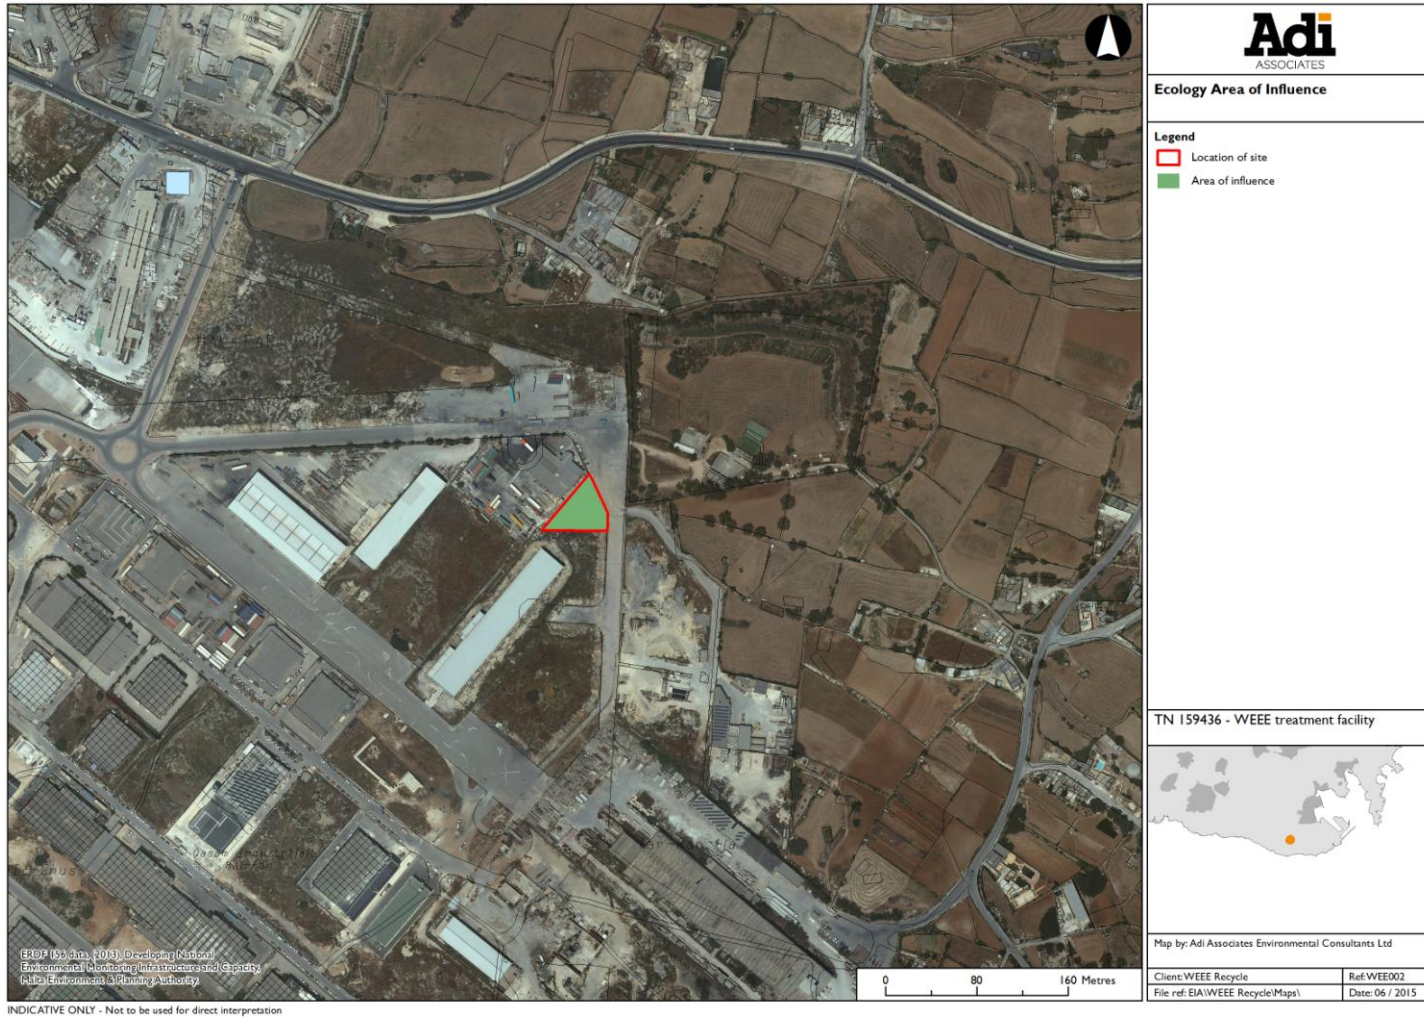 Adi
ASSOCIATES
Ecology Area of Influence
Legend
Location of site
Area of influence
TN 159436 - WEEE treatment facility
ERDF 156 data, (2013), Developing National
Environmental Monitoring Infrastructure and Capacity,
Malta Environment & Planning Authority.
0 80 160 Metres
Map by: Adi Associates Environmental Consultants Ltd
Client: WEEE Recycle
Ref: WEE002
File ref: EIA\WEEE Recycle\Maps\
Date: 06 / 2015
INDICATIVE ONLY - Not to be used for direct interpretation